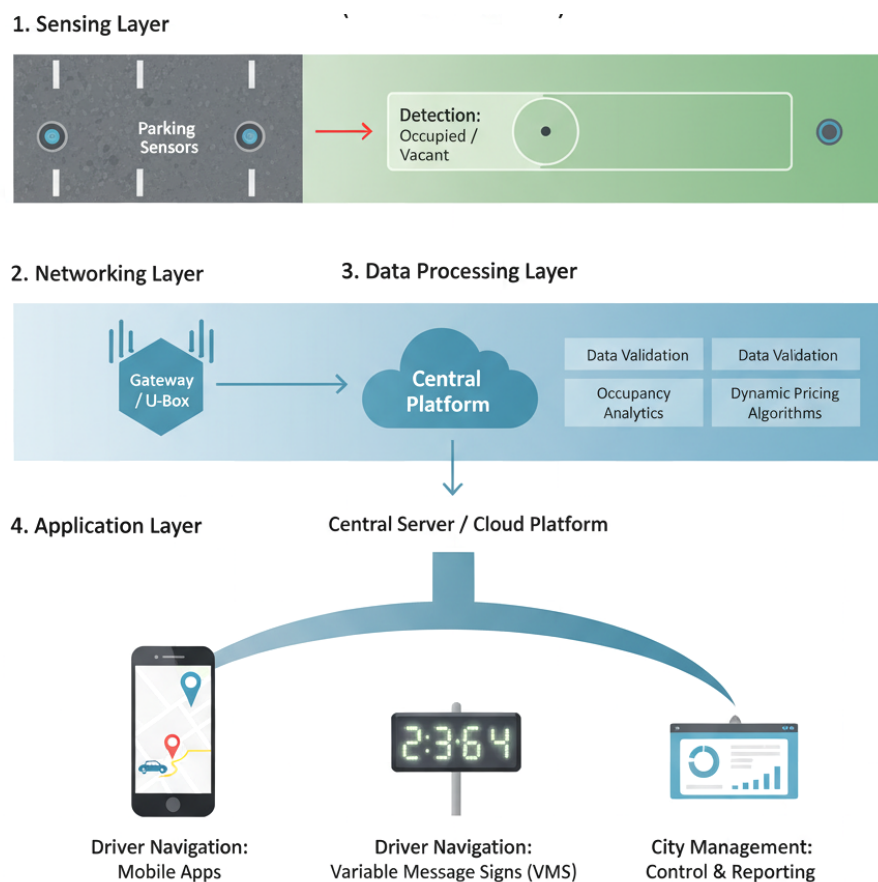 1. Sensing Layer
Parking
Sensors
Detection:
Occupied /
Vacant
2. Networking Layer
3. Data Processing Layer
Gateway
/ U-Box
Central
Platform
Data Validation
Data Validation
Occupancy
Analytics
Dynamic Pricing
Algorithms
4. Application Layer
Central Server / Cloud Platform
2:3:64
Driver Navigation:
Mobile Apps
Driver Navigation:
Variable Message Signs (VMS)
City Management:
Control & Reporting